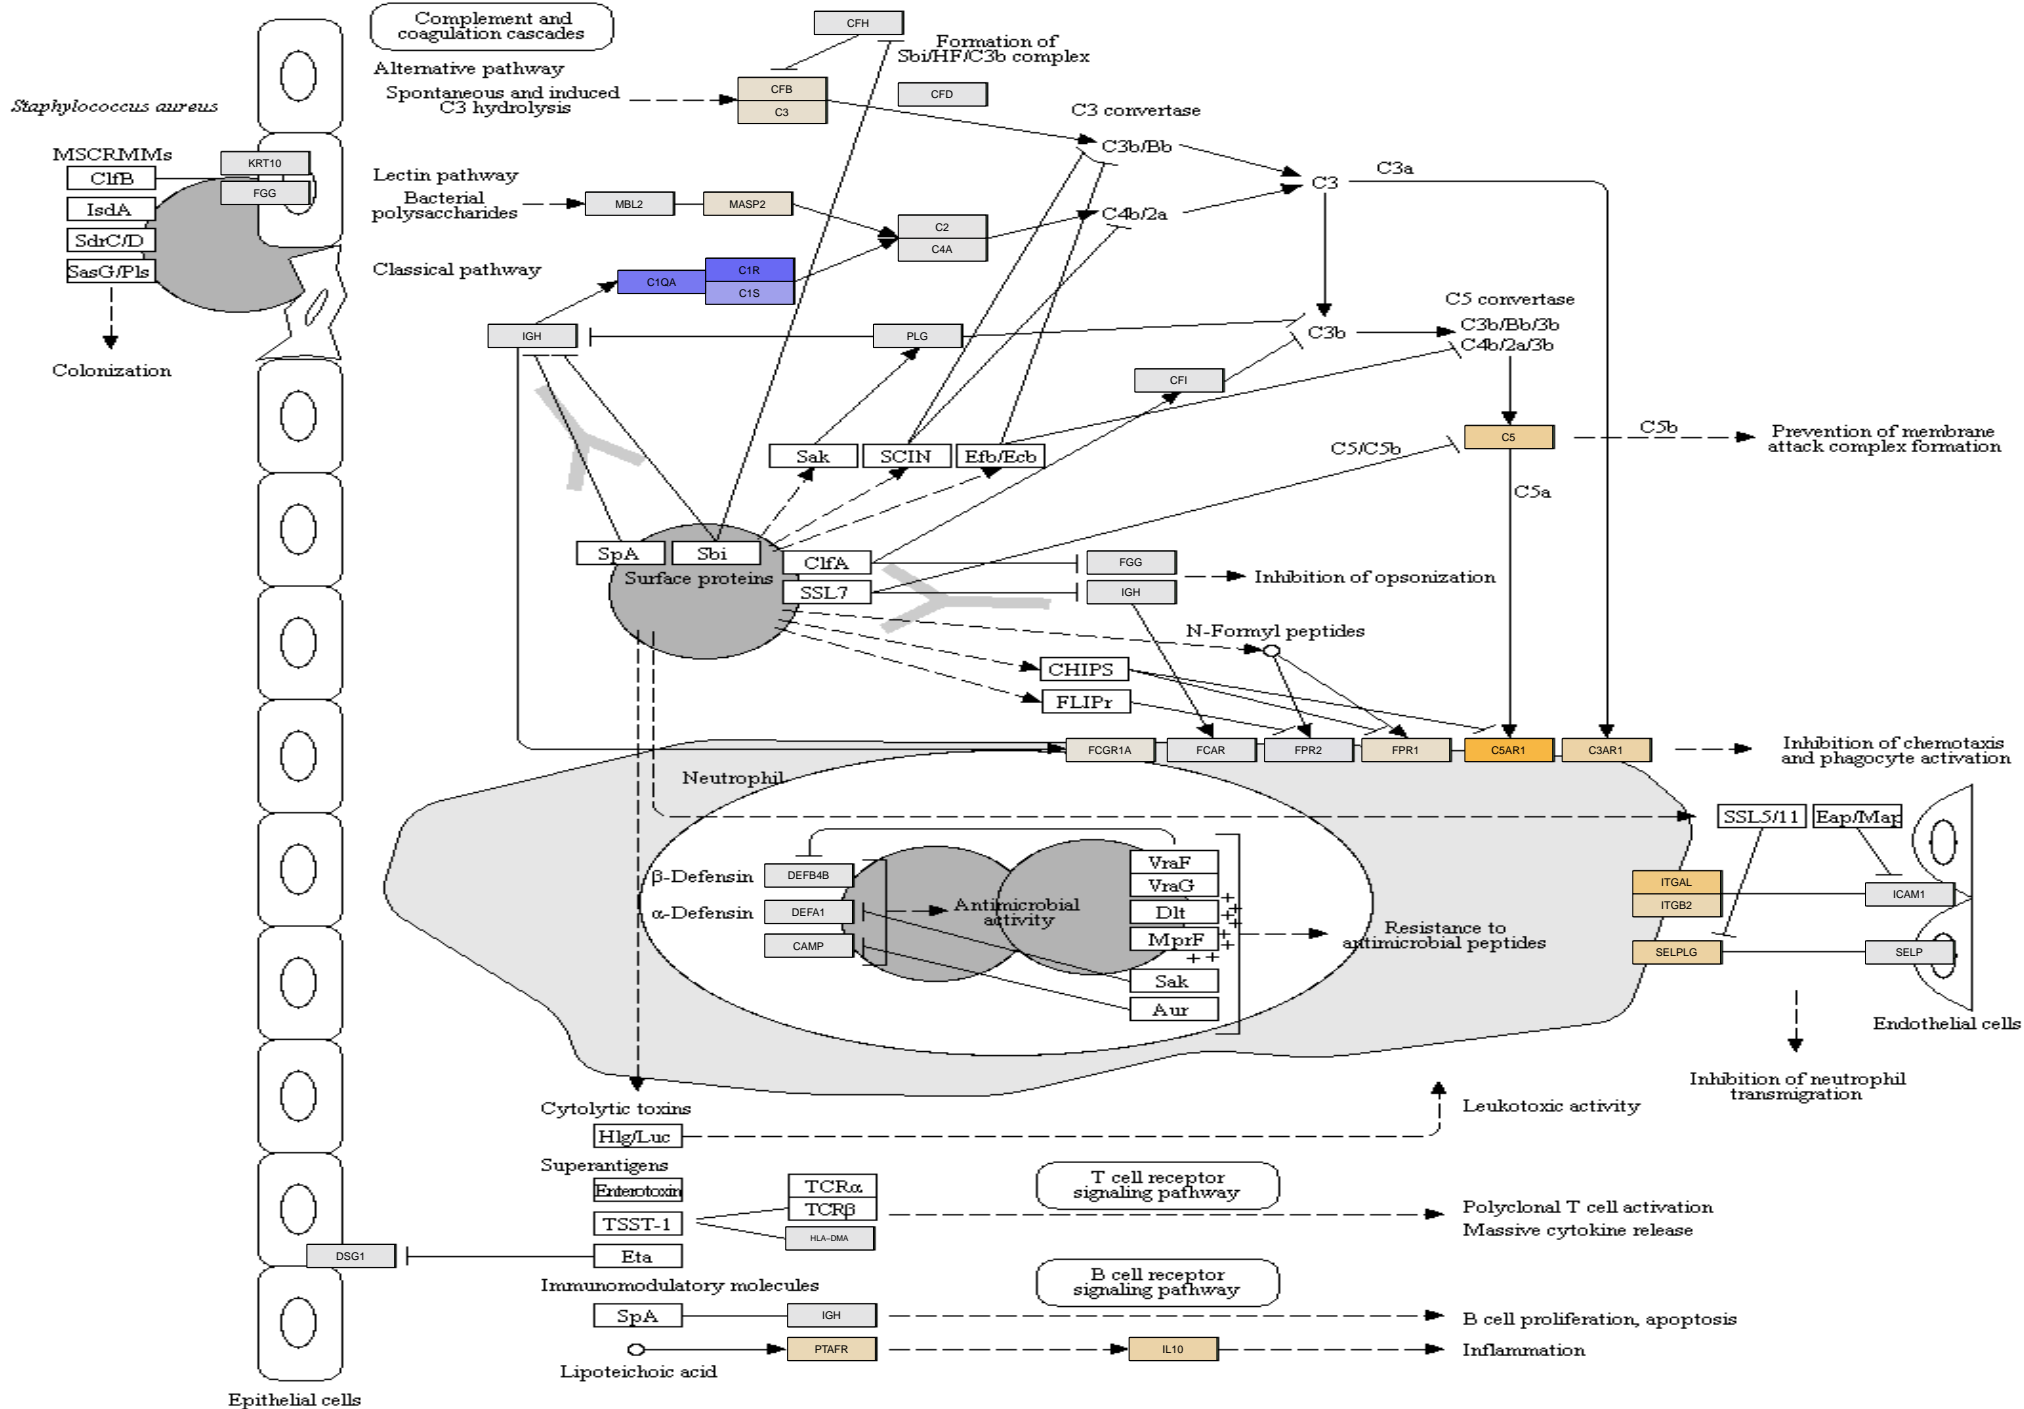 Complement and
coagulation cascades
CFH
Formation of
Sbi/HF/C3b complex
Alternative pathway
Spontaneous and induced
C3 hydrolysis
CFB
C3
CFD
C3 convertase
C3b/Bb
C3
C3a
Staphylococcus aureus
MSCRMMs
ClfB
IsdA
SdrC/D
SasG/Pls
KRT10
FGG
Colonization
Lectin pathway
Bacterial
polysaccharides
MBL2
MASP2
C2
C4A
C4b/2a
Classical pathway
C1QA
C1R
C1S
IGH
PLG
C3b
C5 convertase
C3b/Bb/3b
C4b/2a/3b
CFI
C5
C5b
Prevention of membrane
attack complex formation
C5/C5b
C5a
Sak
SCIN
Efb/Ecb
SpA
Sbi
Surface proteins
ClfA
SSL7
FGG
IGH
Inhibition of opsonization
N-Formyl peptides
CHIPS
FLIPr
FCGR1A
FCAR
FPR2
FPR1
C5AR1
C3AR1
Inhibition of chemotaxis
and phagocyte activation
Neutrophil
SSL5/11
Eap/Map
β-Defensin
DEFB4B
α-Defensin
DEFA1
CAMP
Antimicrobial
activity
VraF
VraG
Dlt
MprF
Sak
Aur
+
+
+
+
+
+
+ +
Resistance to
antimicrobial peptides
ITGAL
ITGB2
SELPLG
ICAM1
SELP
Endothelial cells
Inhibition of neutrophil
transmigration
Cytolytic toxins
Hlg/Luc
Leukotoxic activity
Superantigens
Enterotoxin
TSST-1
Eta
TCRα
TCRβ
HLA-DMA
T cell receptor
signaling pathway
Polyclonal T cell activation
Massive cytokine release
DSG1
Immunomodulatory molecules
SpA
IGH
B cell receptor
signaling pathway
B cell proliferation, apoptosis
Lipoteichoic acid
PTAFR
IL10
Inflammation
Epithelial cells